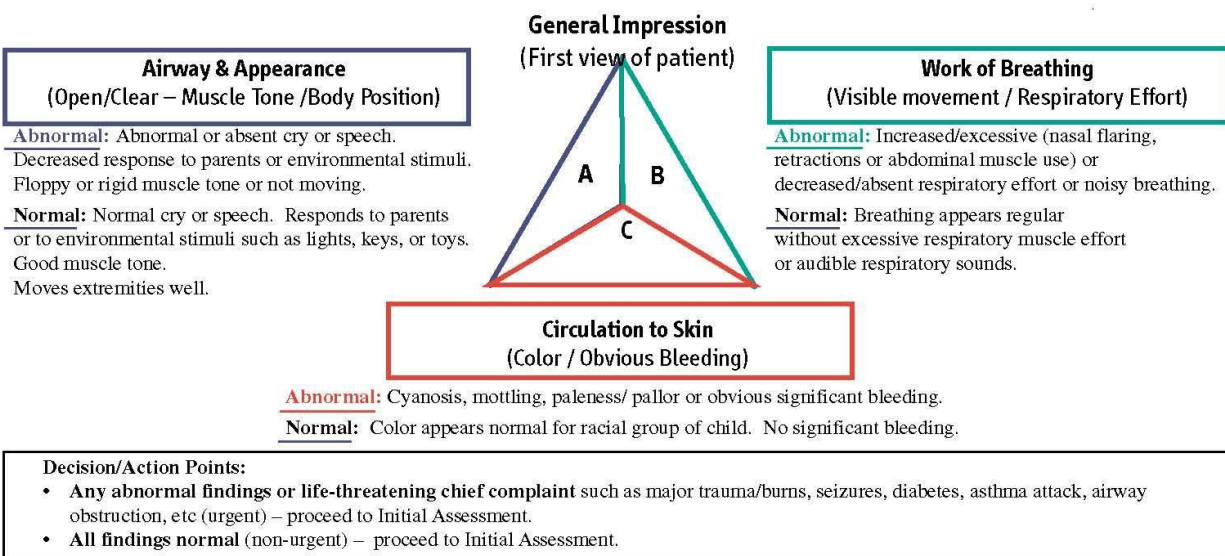 General Impression
(First view of patient)
Airway & Appearance
(Open/Clear – Muscle Tone /Body Position)
Abnormal: Abnormal or absent cry or speech.
Decreased response to parents or environmental stimuli.
Floppy or rigid muscle tone or not moving.
Normal: Normal cry or speech. Responds to parents
or to environmental stimuli such as lights, keys, or toys.
Good muscle tone.
Moves extremities well.
A
B
C
Work of Breathing
(Visible movement / Respiratory Effort)
Abnormal: Increased/excessive (nasal flaring,
retractions or abdominal muscle use) or
decreased/absent respiratory effort or noisy breathing.
Normal: Breathing appears regular
without excessive respiratory muscle effort
or audible respiratory sounds.
Circulation to Skin
(Color / Obvious Bleeding)
Abnormal: Cyanosis, mottling, paleness/ pallor or obvious significant bleeding.
Normal: Color appears normal for racial group of child. No significant bleeding.
Decision/Action Points:
• Any abnormal findings or life-threatening chief complaint such as major trauma/burns, seizures, diabetes, asthma attack, airway
obstruction, etc (urgent) – proceed to Initial Assessment.
• All findings normal (non-urgent) – proceed to Initial Assessment.